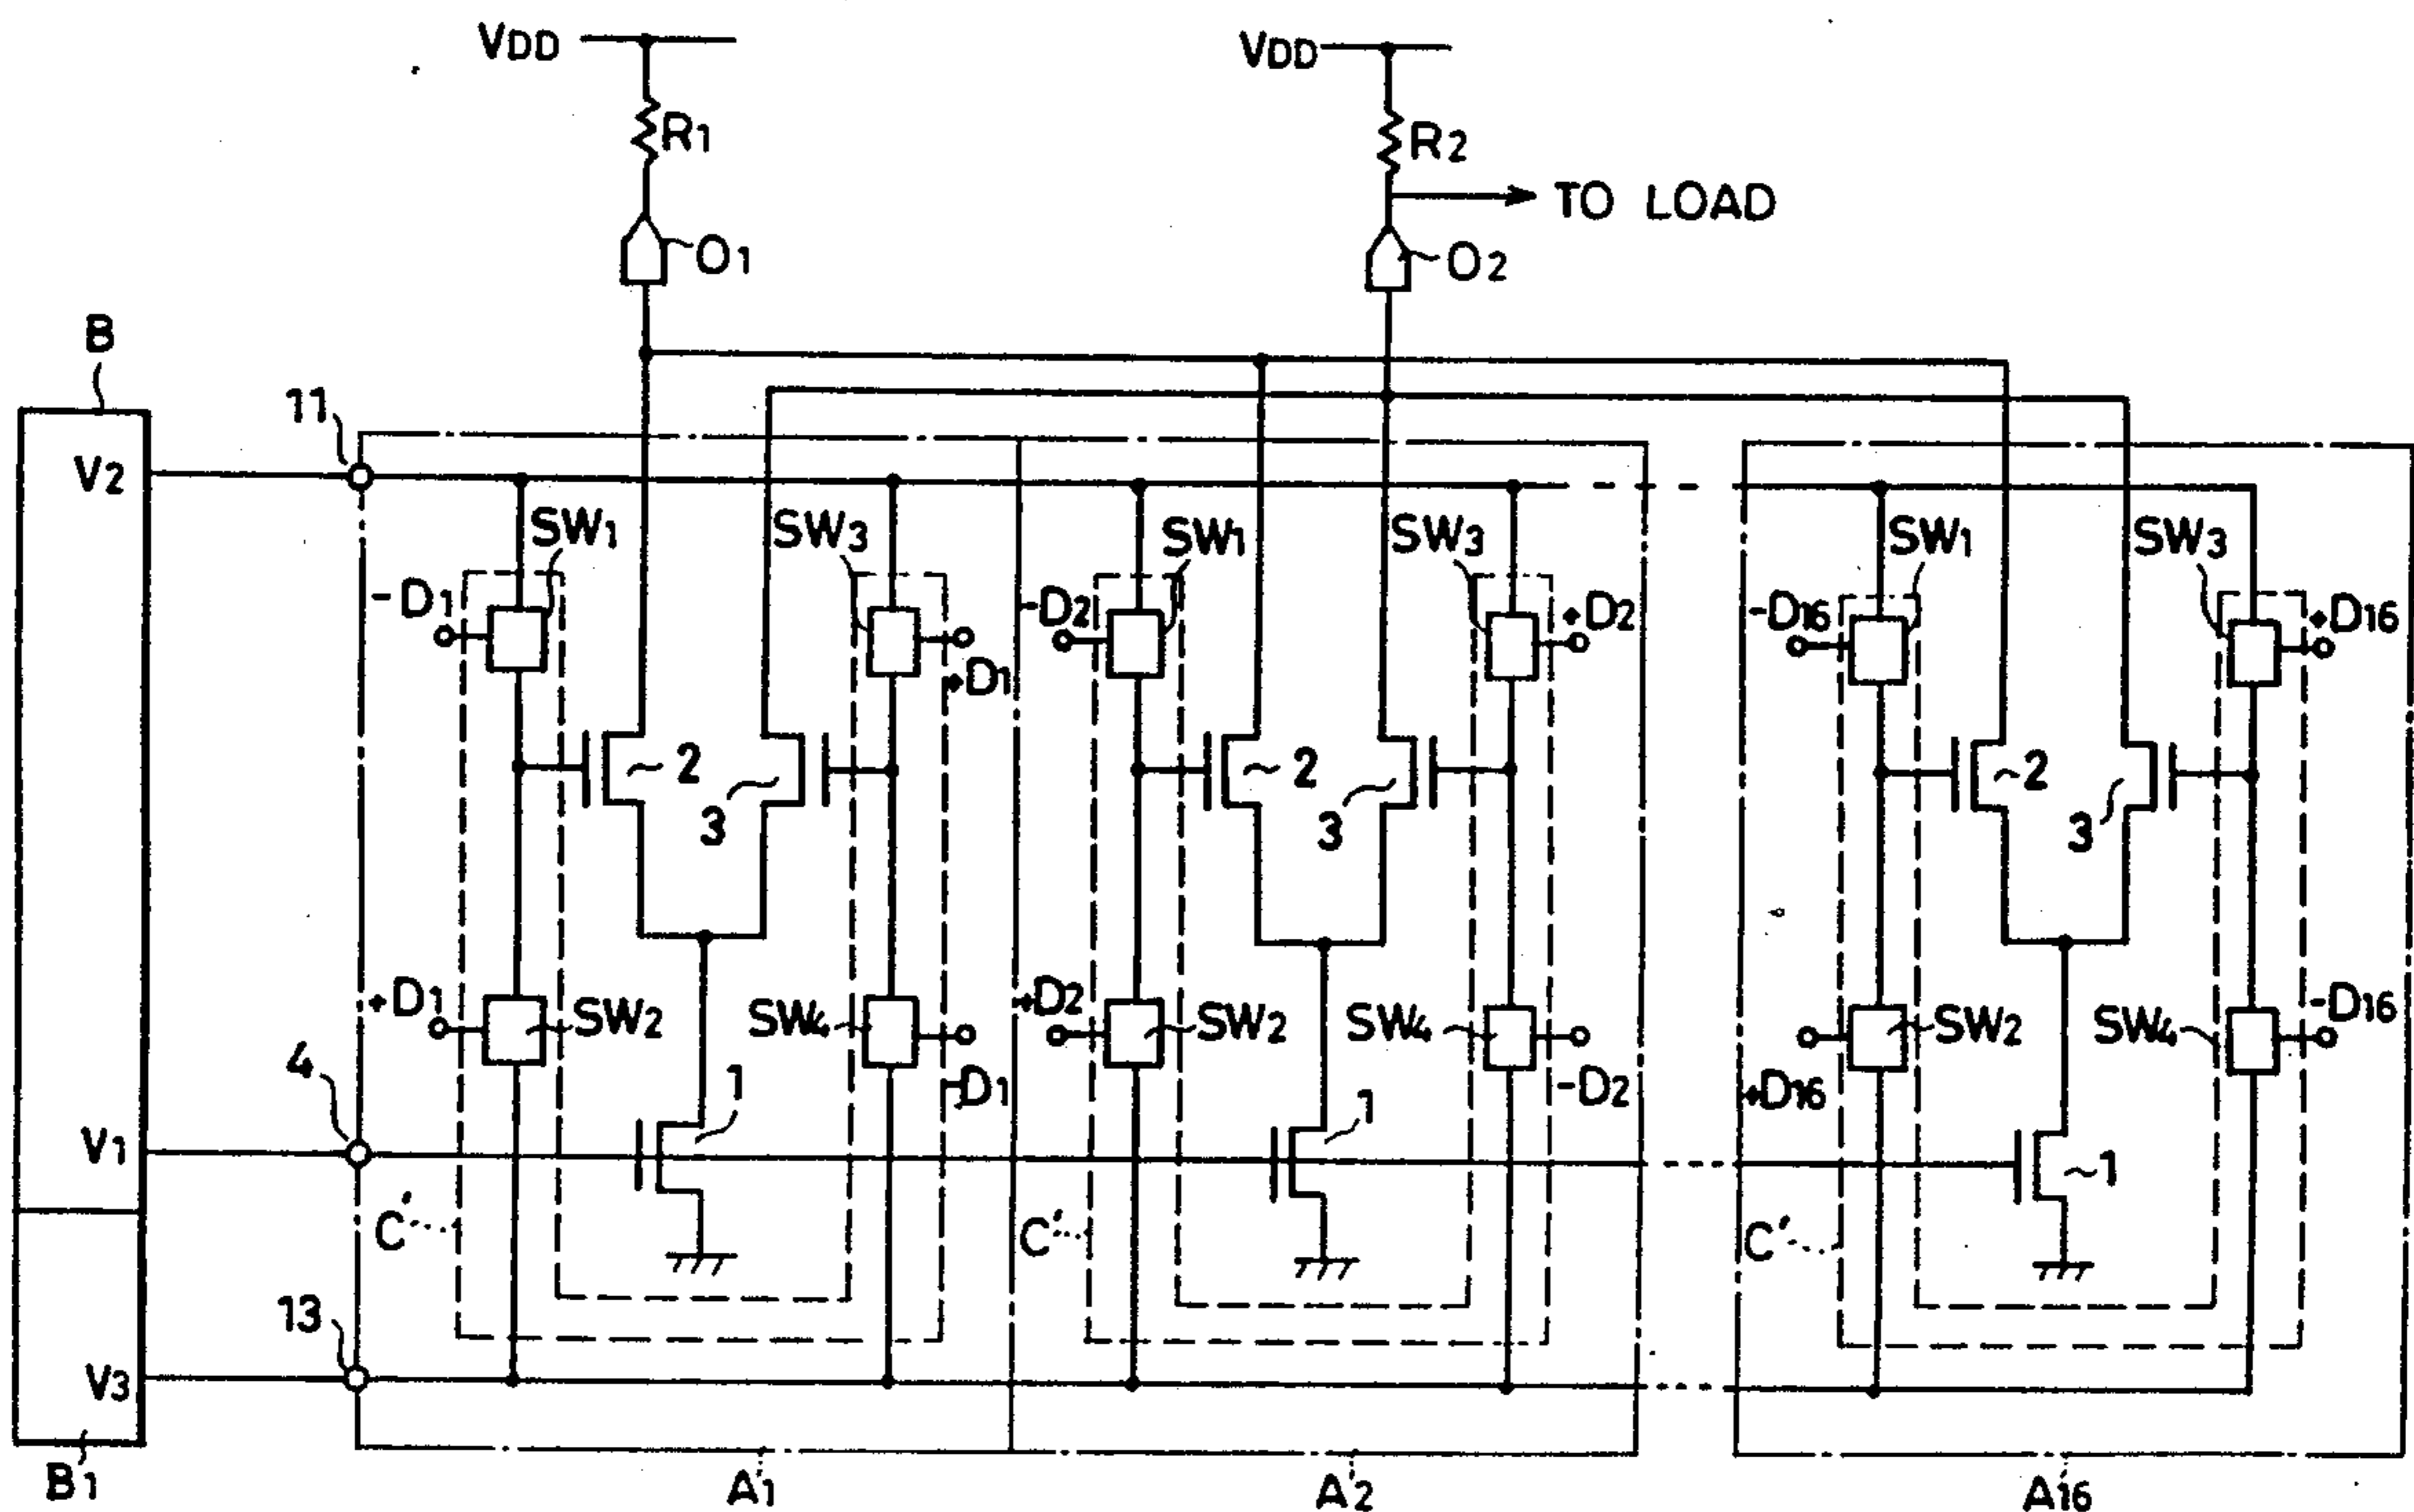 VDD
VDD
R1
R2
TO LOAD
O1
O2
B
11
V2
SW1
SW3
SW1
SW3
SW1
SW3
-D1
+D1
-D2
+D2
-D16
+D16
2
3
2
3
2
3
+D1
SW2
SW4
-D1
+D2
SW2
SW4
-D2
+D16
SW2
SW4
-D16
4
V1
1
1
1
C'
C'
C'
13
V3
B1
A1
A2
A16